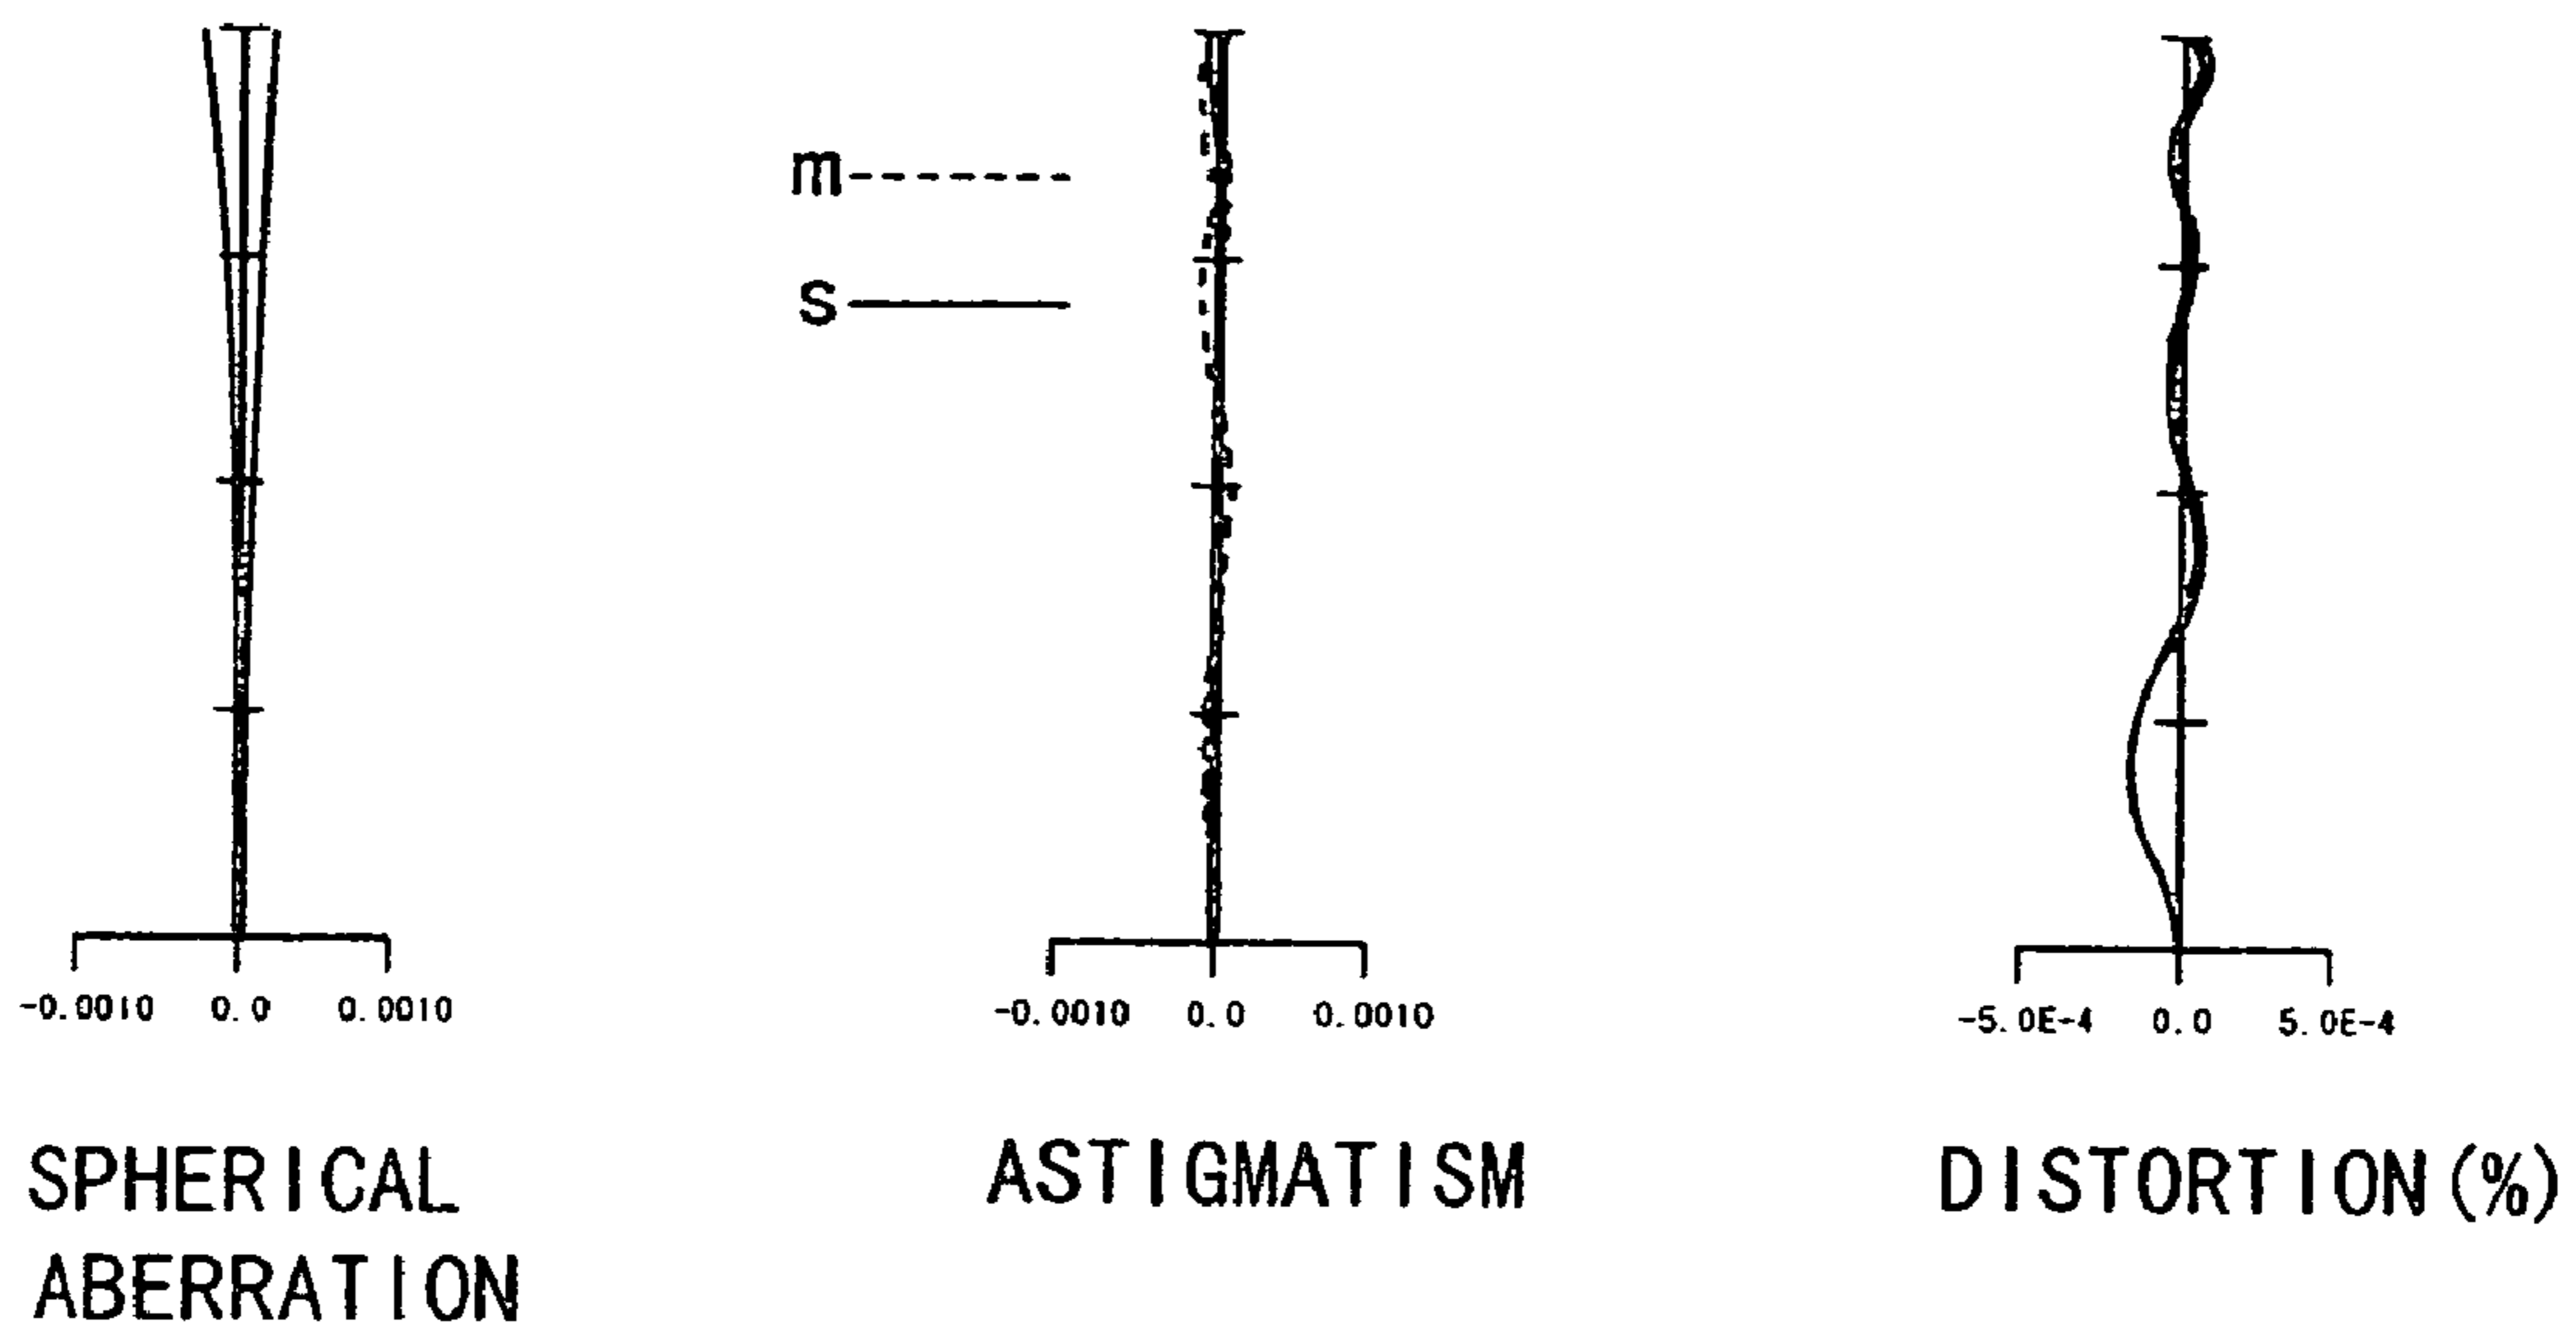 m
s
-0.0010 0.0 0.0010
-0.0010 0.0 0.0010
-5.0E-4 0.0 5.0E-4
SPHERICAL
ABERRATION
ASTIGMATISM
DISTORTION(%)